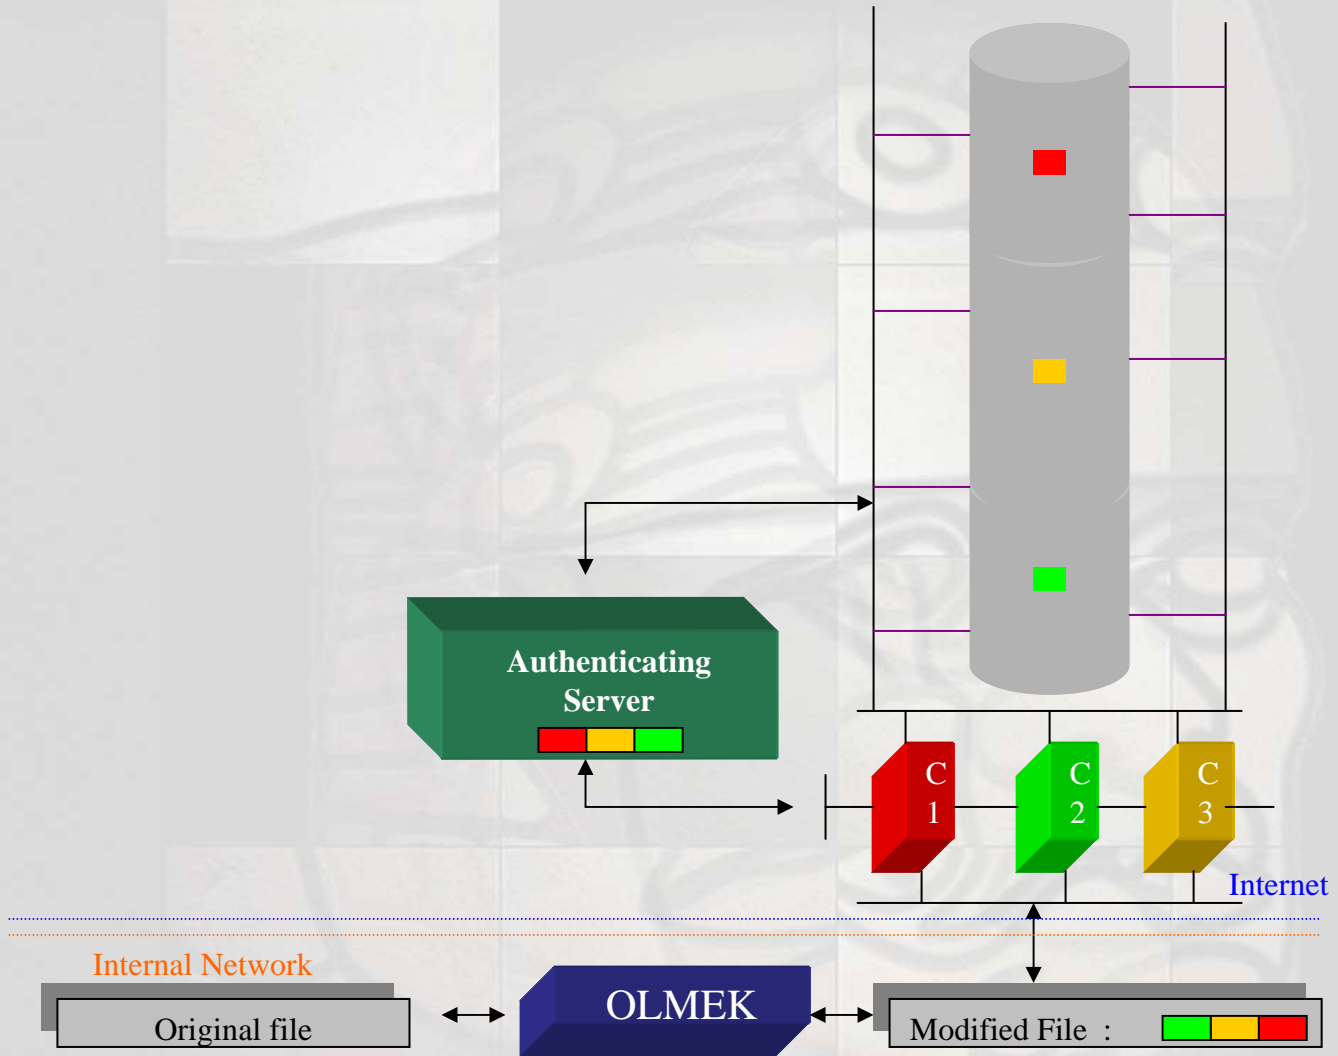 Authenticating
Server
C
1
C
2
C
3
Internet
Internal Network
Original file
OLMEK
Modified File :